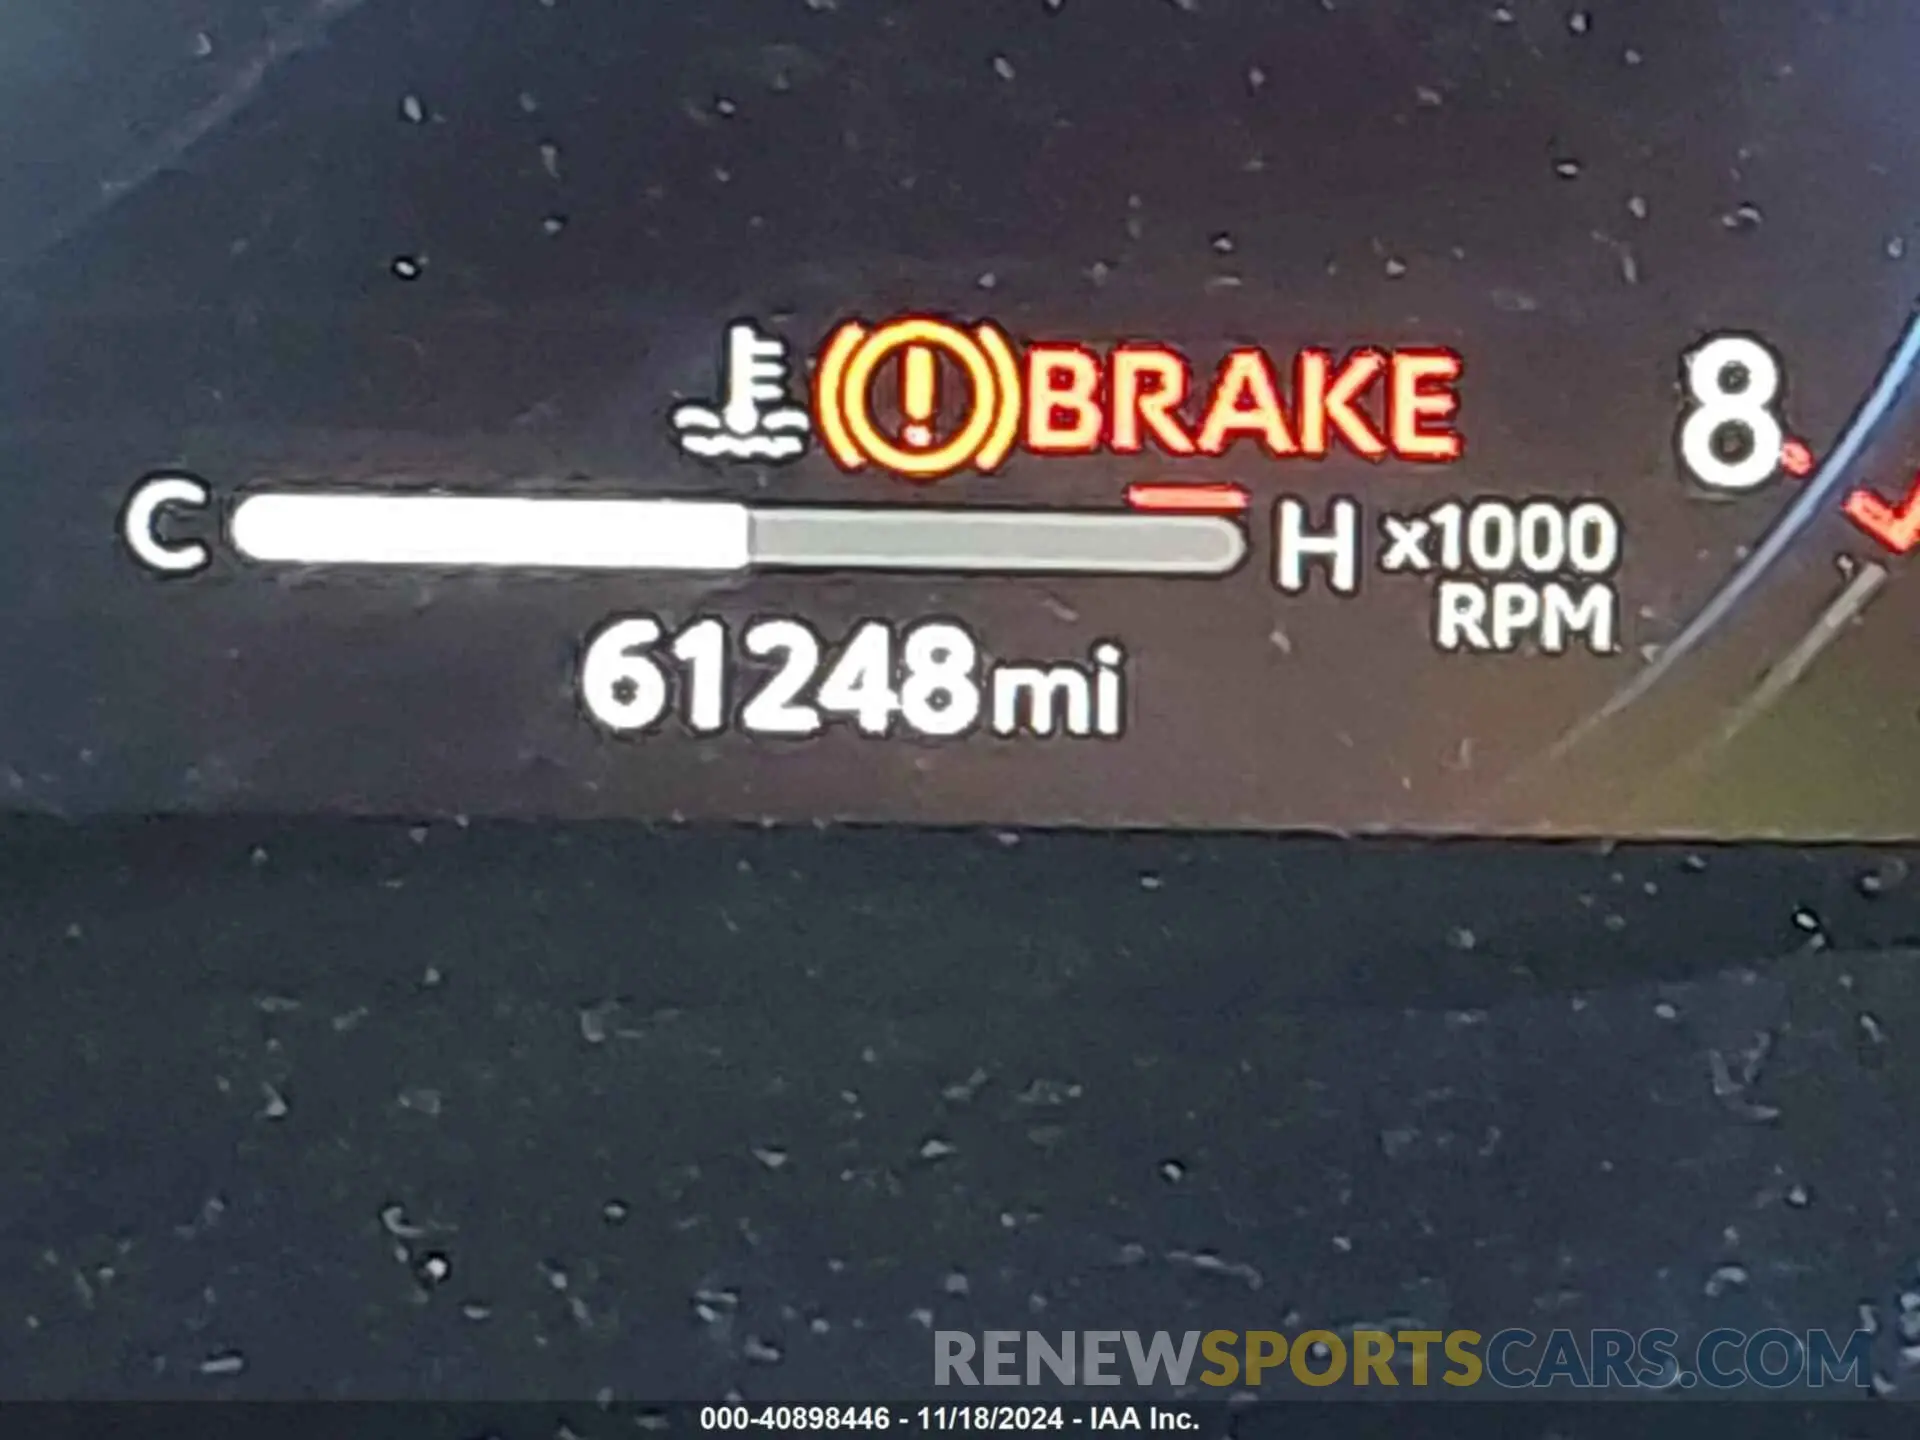 BRAKE
8
C
H
x1000
RPM
61248mi
RENEWSPORTSCARS.COM
000-40898446 - 11/18/2024 - IAA Inc.